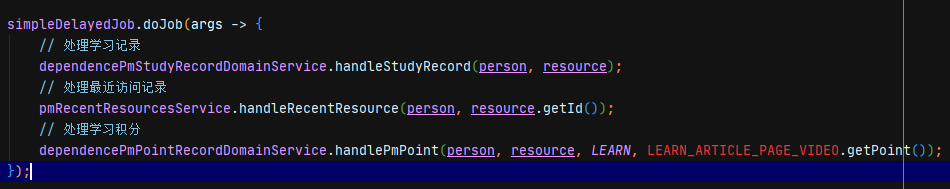 simpleDelayedJob.doJob(args -> {
// 处理学习记录
dependencePmStudyRecordDomainService.handleStudyRecord(person, resource);
// 处理最近访问记录
pmRecentResourcesService.handleRecentResource(person, resource.getId());
// 处理学习积分
dependencePmPointRecordDomainService.handlePmPoint(person, resource, LEARN, LEARN_ARTICLE_PAGE_VIDEO.getPoint());
});